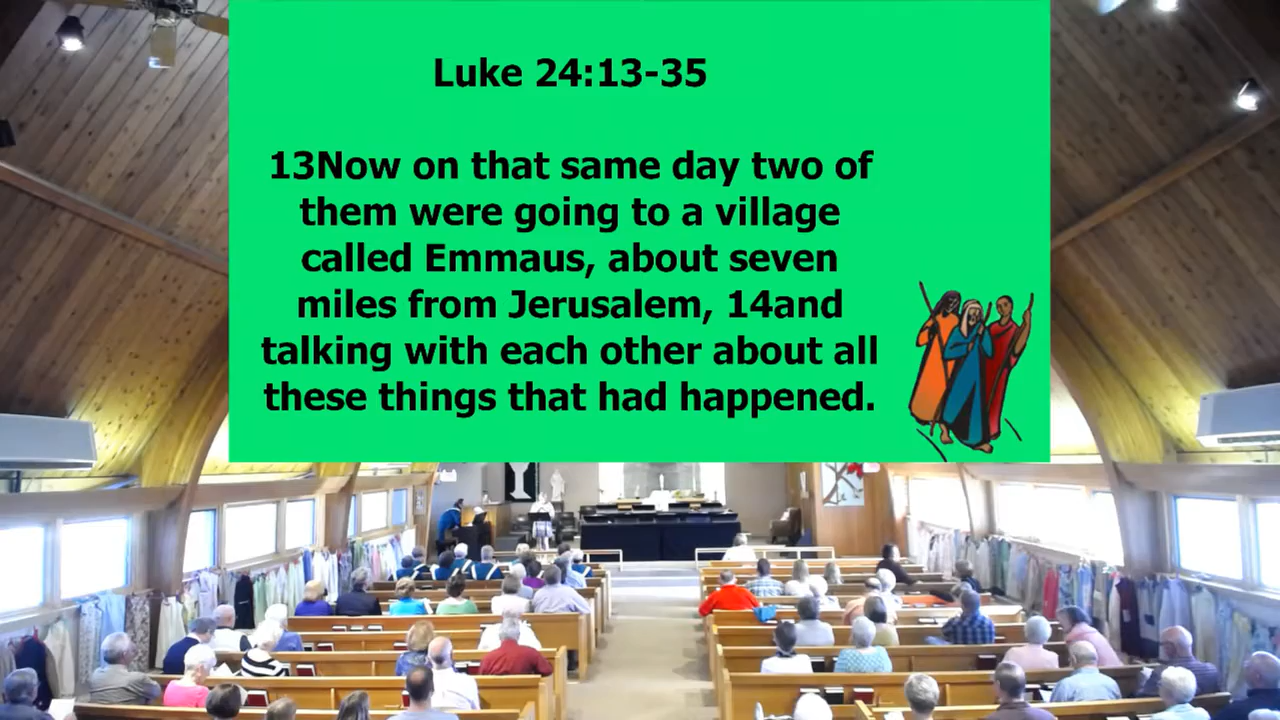 Luke 24:13-35
13Now on that same day two of
them were going to a village
called Emmaus, about seven
miles from Jerusalem, 14and
talking with each other about all
these things that had happened.